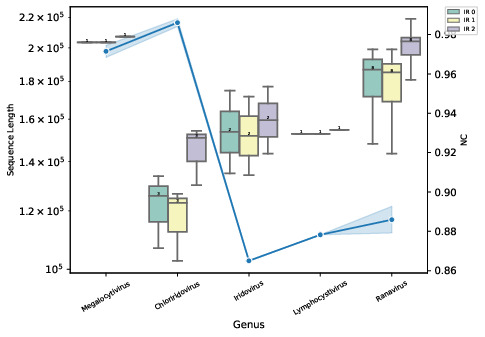 2.2 × 10⁵
2 × 10⁵
1.8 × 10⁵
1.6 × 10⁵
1.4 × 10⁵
1.2 × 10⁵
10⁵
Sequence Length
0.98
0.96
0.94
0.92
0.90
0.88
0.86
NC
IR 0
IR 1
IR 2
Megalocytivirus
Chloriridovirus
Iridovirus
Lymphocystivirus
Ranavirus
Genus